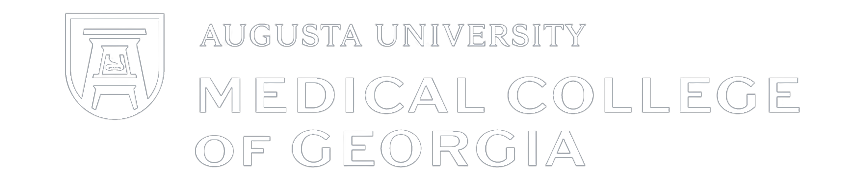 AUGUSTA UNIVERSITY
MEDICAL COLLEGE
OF GEORGIA